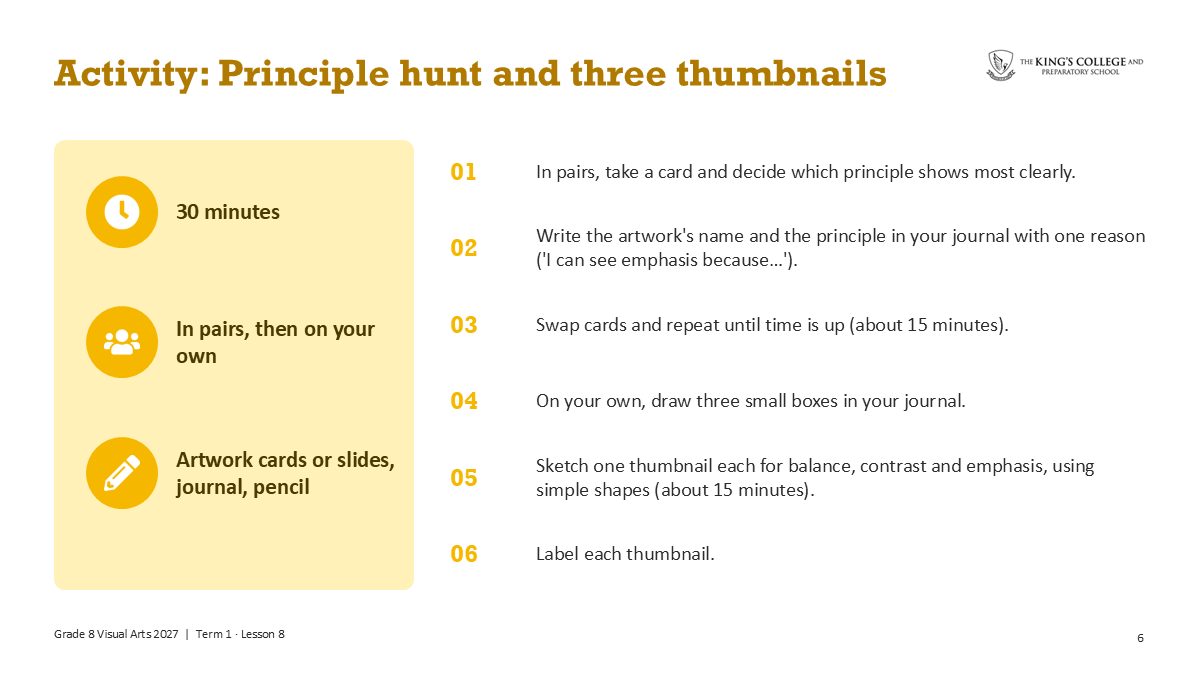 Activity: Principle hunt and three thumbnails
THE KING'S COLLEGE AND
PREPARATORY SCHOOL
30 minutes
In pairs, then on your
own
Artwork cards or slides,
journal, pencil
01
In pairs, take a card and decide which principle shows most clearly.
02
Write the artwork's name and the principle in your journal with one reason
('I can see emphasis because...').
03
Swap cards and repeat until time is up (about 15 minutes).
04
On your own, draw three small boxes in your journal.
05
Sketch one thumbnail each for balance, contrast and emphasis, using
simple shapes (about 15 minutes).
06
Label each thumbnail.
Grade 8 Visual Arts 2027 | Term 1 · Lesson 8
6